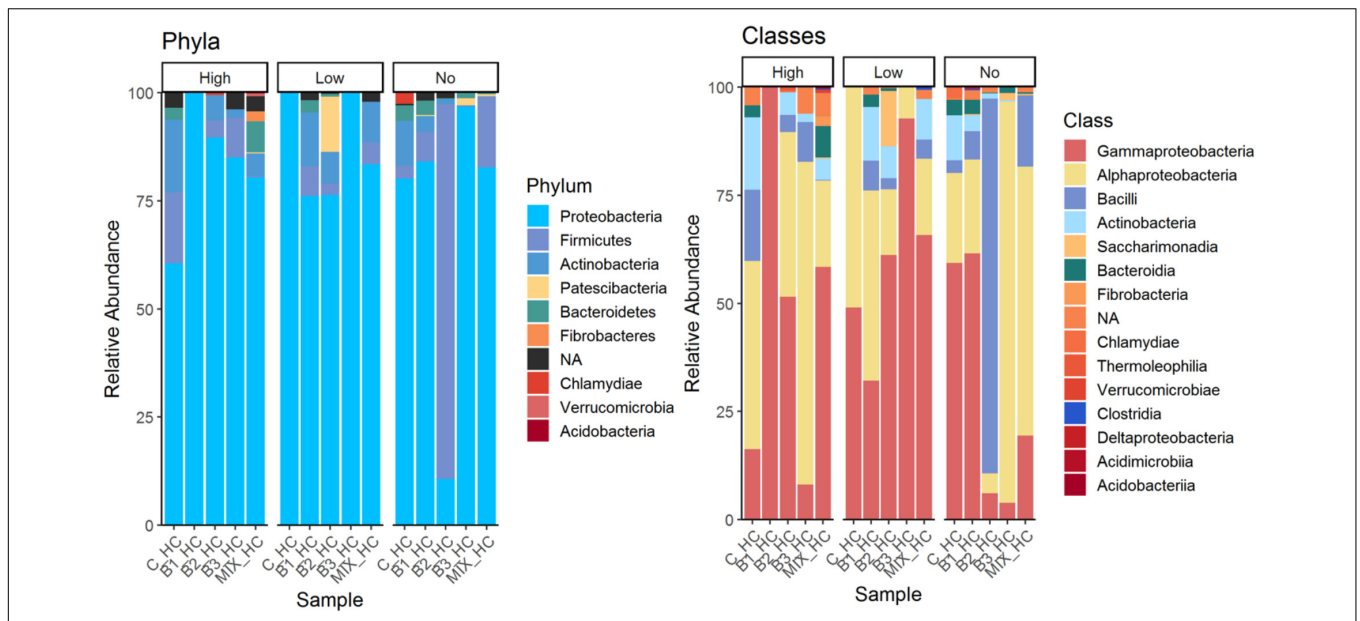 Phyla
High Low No
100
75
50
25
0
Relative Abundance
C_HC B1_HC B2_HC B3_HC MIX_HC C_HC B1_HC B2_HC B3_HC MIX_HC C_HC B1_HC B2_HC B3_HC MIX_HC
Sample
Phylum
Proteobacteria
Firmicutes
Actinobacteria
Patescibacteria
Bacteroidetes
Fibrobacteres
NA
Chlamydiae
Verrucomicrobia
Acidobacteria
Classes
High Low No
100
75
50
25
0
Relative Abundance
C_HC B1_HC B2_HC B3_HC MIX_HC C_HC B1_HC B2_HC B3_HC MIX_HC C_HC B1_HC B2_HC B3_HC MIX_HC
Sample
Class
Gammaproteobacteria
Alphaproteobacteria
Bacilli
Actinobacteria
Saccharimonadia
Bacteroidia
Fibrobacteria
NA
Chlamydiae
Thermoleophilia
Verrucomicrobiae
Clostridia
Deltaproteobacteria
Acidimicrobiia
Acidobacteriia